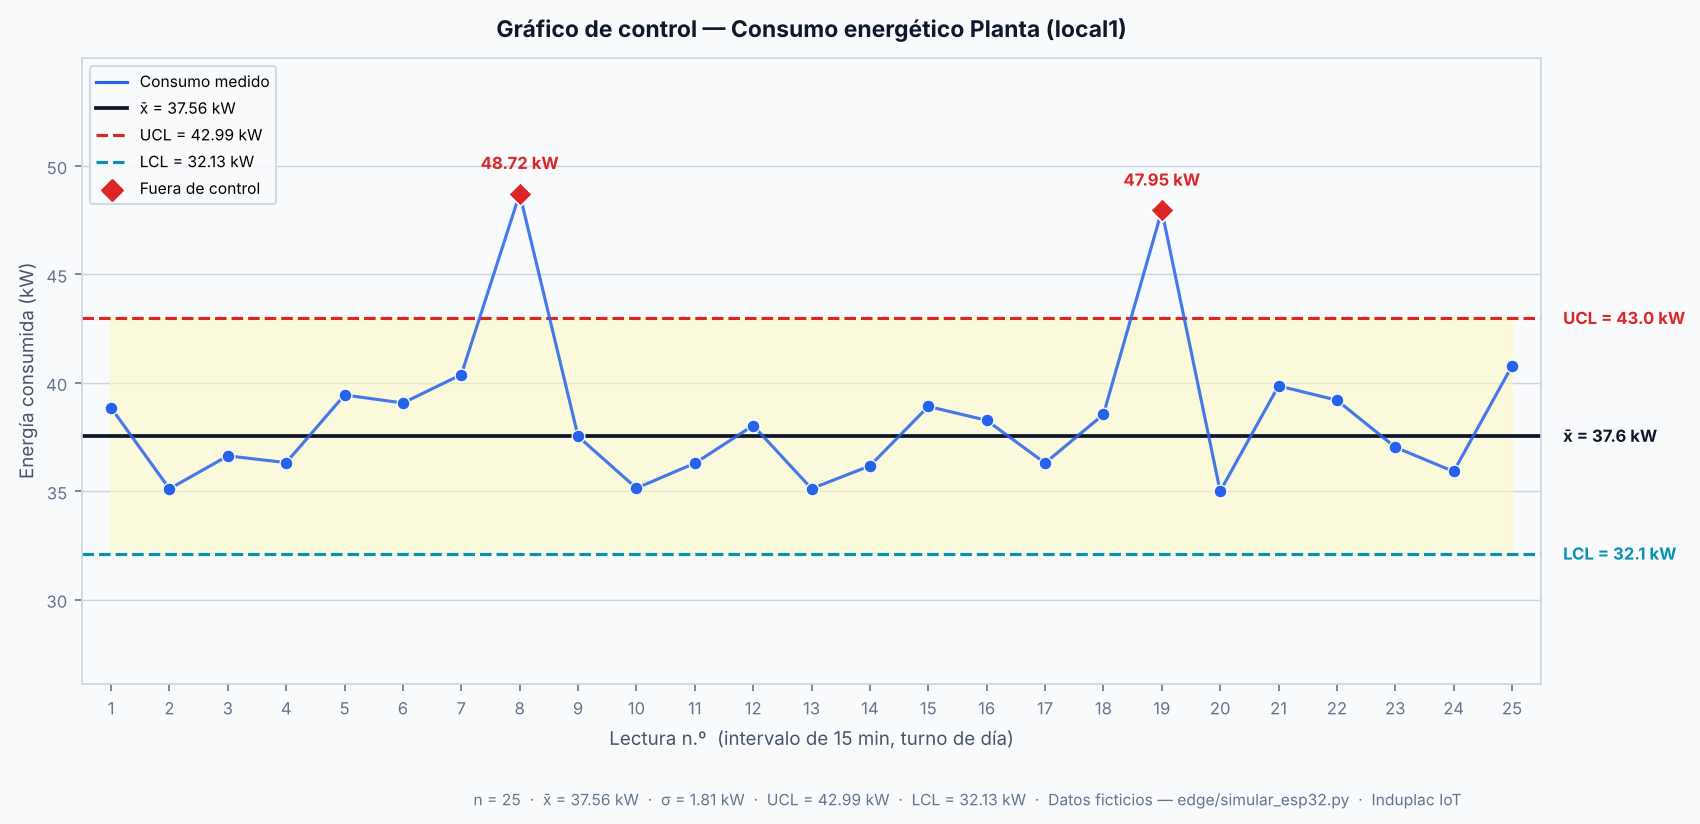 Gráfico de control — Consumo energético Planta (local1)
Consumo medido
x̄ = 37.56 kW
UCL = 42.99 kW
LCL = 32.13 kW
Fuera de control
48.72 kW
47.95 kW
Energía consumida (kW)
50
45
40
35
30
UCL = 43.0 kW
x̄ = 37.6 kW
LCL = 32.1 kW
1 2 3 4 5 6 7 8 9 10 11 12 13 14 15 16 17 18 19 20 21 22 23 24 25
Lectura n.º (intervalo de 15 min, turno de día)
n = 25 · x̄ = 37.56 kW · σ = 1.81 kW · UCL = 42.99 kW · LCL = 32.13 kW · Datos ficticios — edge/simular_esp32.py · Induplac IoT